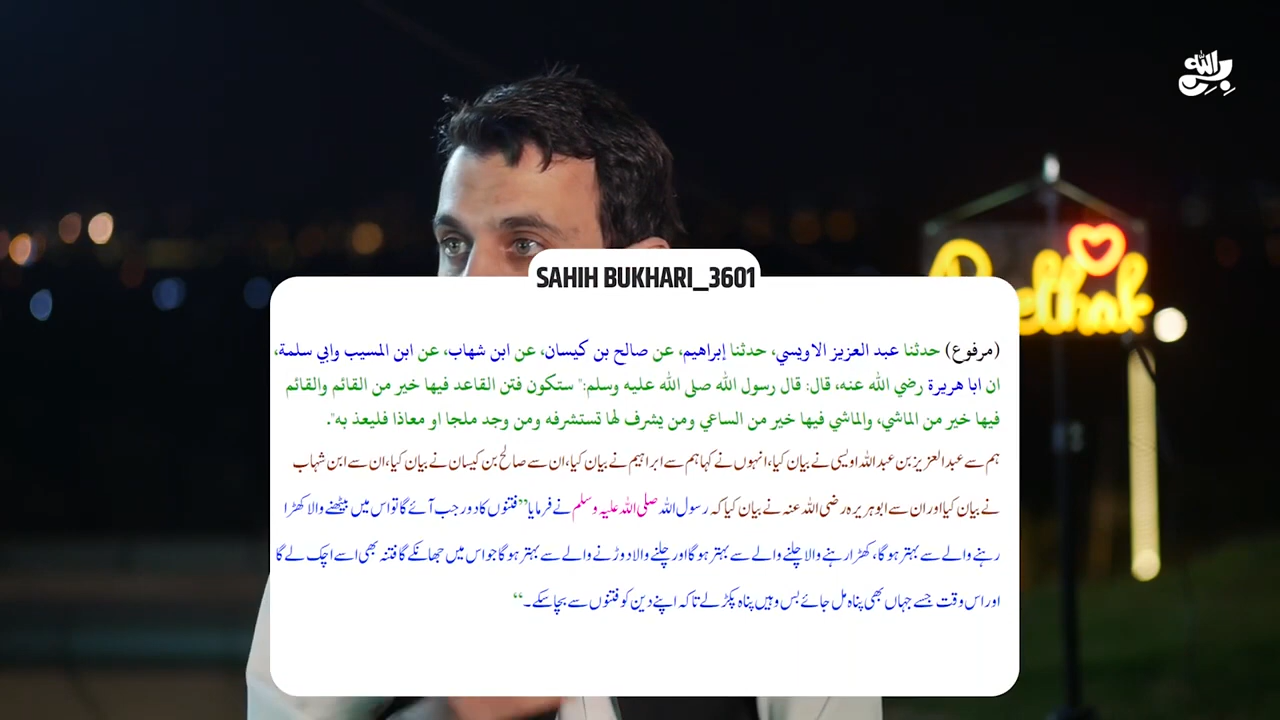 بسم الله
SAHIH BUKHARI_3601
(مرفوع) حدثنا عبد العزيز الاويسي، حدثنا إبراهيم، عن صالح بن كيسان، عن ابن شهاب، عن ابن المسيب وابي سلمة،
ان ابا هريرة رضي الله عنه، قال: قال رسول الله صلى الله عليه وسلم:" ستكون فتن القاعد فيها خير من القائم والقائم
فيها خير من الماشي، والماشي فيها خير من الساعي ومن يشرف لها تستشرفه ومن وجد ملجا او معاذا فليعذ به".
ہم سے عبدالعزیز بن عبداللہ اویسی نے بیان کیا، انہوں نے کہا ہم سے ابراہیم نے بیان کیا، ان سے صالح بن کیسان نے بیان کیا، ان سے ابن شہاب
نے بیان کیا اور ان سے ابوہریرہ رضی اللہ عنہ نے بیان کیا کہ رسول اللہ صلی اللہ علیہ وسلم نے فرمایا ”فتنوں کا دور جب آئے گا تو اس میں بیٹھنے والا کھڑا
رہنے والے سے بہتر ہو گا، کھڑا رہنے والا چلنے والے سے بہتر ہو گا اور چلنے والا دوڑنے والے سے بہتر ہو گا جو اس میں جھانکے گا فتنہ بھی اسے اچک لے گا
اور اس وقت جسے جہاں بھی پناہ مل جائے بس وہیں پناہ پکڑ لے تاکہ اپنے دین کو فتنوں سے بچا سکے۔“